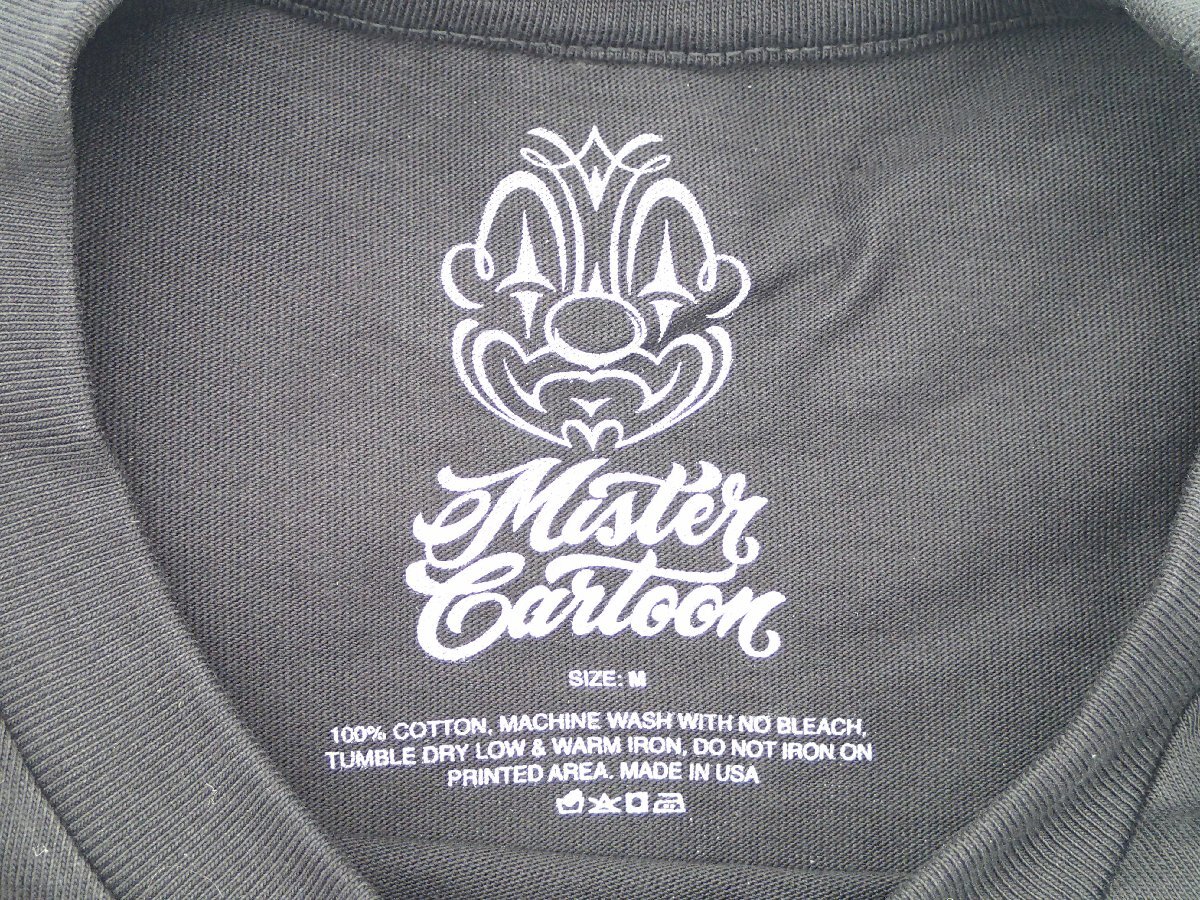 Mister
Cartoon
SIZE: M
100% COTTON, MACHINE WASH WITH NO BLEACH,
TUMBLE DRY LOW & WARM IRON, DO NOT IRON ON
PRINTED AREA. MADE IN USA